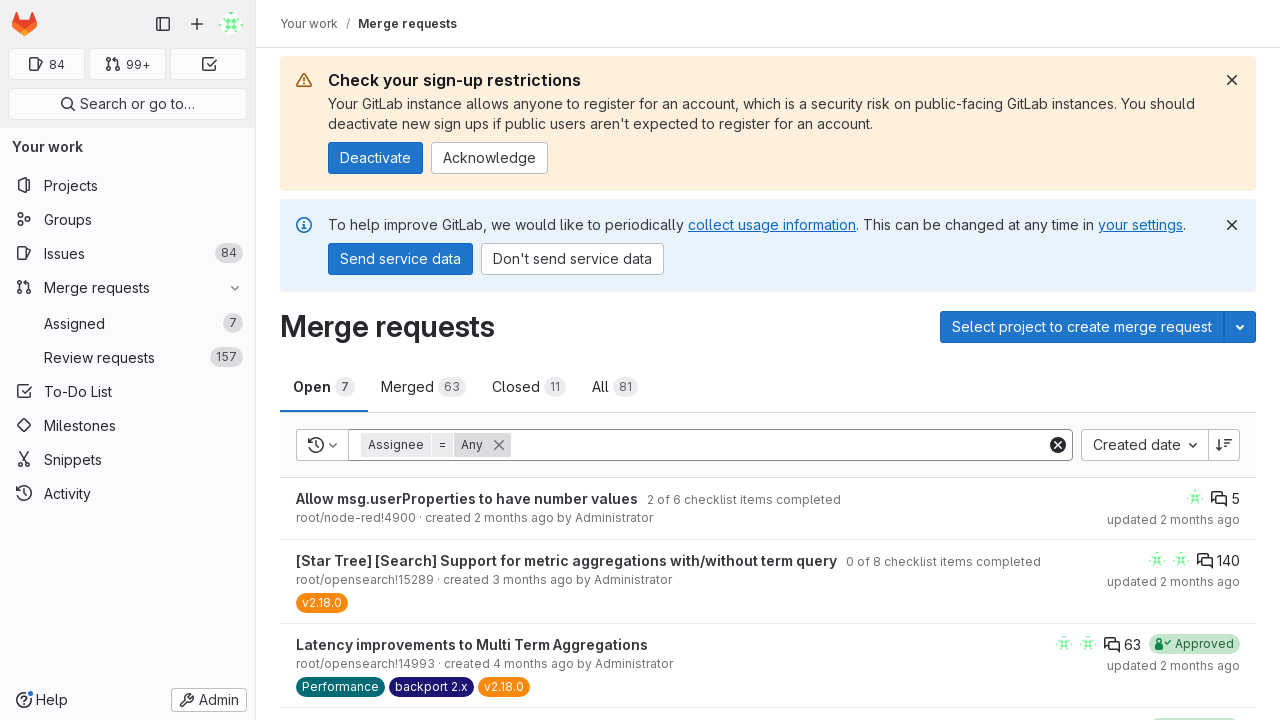 Your work / Merge requests
84
99+
Search or go to…
Your work
Projects
Groups
Issues 84
Merge requests
Assigned 7
Review requests 157
To-Do List
Milestones
Snippets
Activity
Help
Admin
Check your sign-up restrictions
Your GitLab instance allows anyone to register for an account, which is a security risk on public-facing GitLab instances. You should
deactivate new sign ups if public users aren't expected to register for an account.
Deactivate
Acknowledge
To help improve GitLab, we would like to periodically collect usage information. This can be changed at any time in your settings.
Send service data
Don't send service data
Merge requests
Select project to create merge request
Open 7
Merged 63
Closed 11
All 81
Assignee = Any
Created date
Allow msg.userProperties to have number values 2 of 6 checklist items completed
5
root/node-red!4900 · created 2 months ago by Administrator
updated 2 months ago
[Star Tree] [Search] Support for metric aggregations with/without term query 0 of 8 checklist items completed
140
root/opensearch!15289 · created 3 months ago by Administrator
updated 2 months ago
v2.18.0
Latency improvements to Multi Term Aggregations
63 Approved
root/opensearch!14993 · created 4 months ago by Administrator
updated 2 months ago
Performance backport 2.x v2.18.0